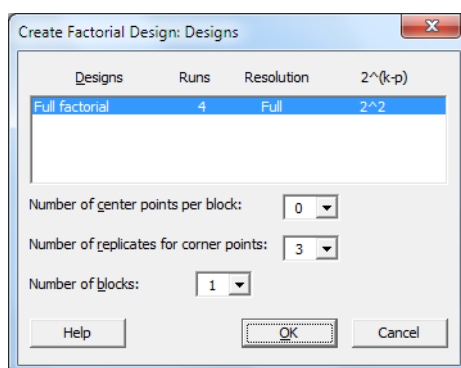 Create Factorial Design: Designs
Designs Runs Resolution 2^(k-p)
Full factorial 4 Full 2^2
Number of center points per block: 0
Number of replicates for corner points: 3
Number of blocks: 1
Help OK Cancel